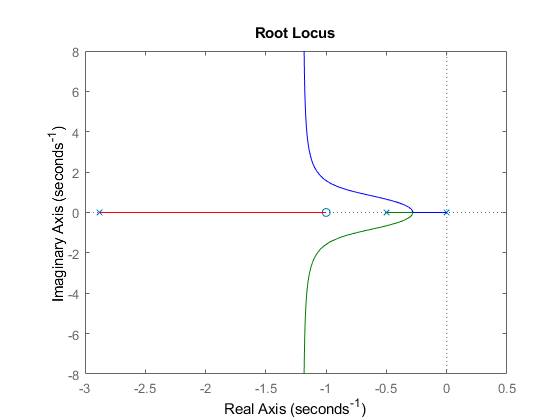 Root Locus
8
6
4
2
0
-2
-4
-6
-8
Imaginary Axis (seconds⁻¹)
-3 -2.5 -2 -1.5 -1 -0.5 0 0.5
Real Axis (seconds⁻¹)